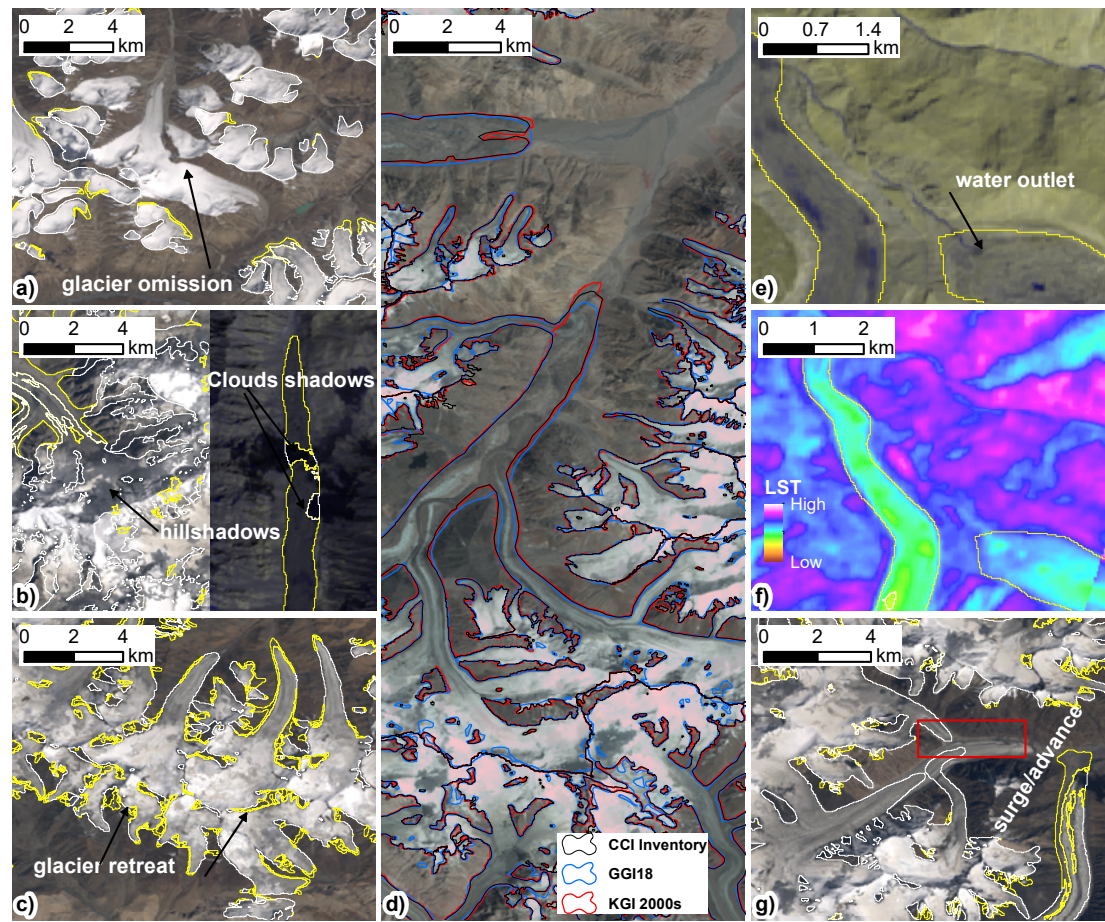 0 2 4
km
glacier omission
a)
0 2 4
km
Clouds shadows
hillshadows
b)
0 2 4
km
glacier retreat
c)
0 2 4
km
CCI Inventory
GGI18
KGI 2000s
d)
0 0.7 1.4
km
water outlet
e)
0 1 2
km
LST
High
Low
f)
0 2 4
km
surge/advance
g)